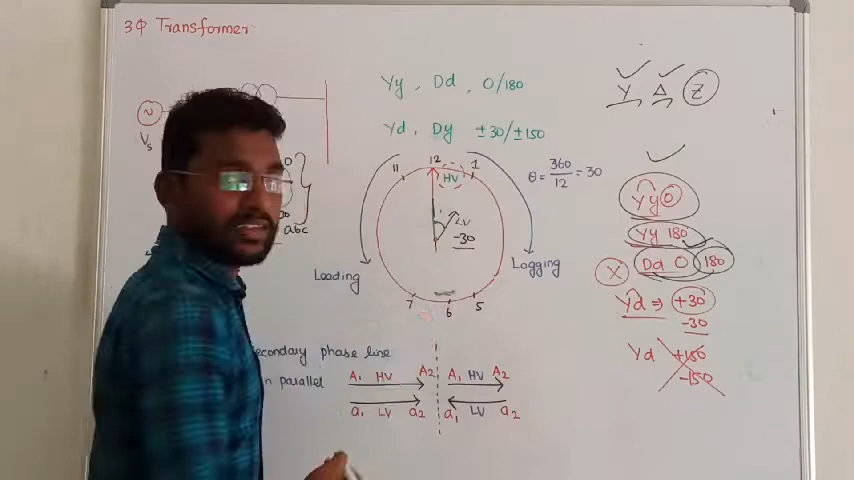 3Φ Transformer
Vs
abc
Yy , Dd , 0/180
Yd , Dy ±30/±150
12
11
1
HV
LV
-30
θ = 360/12 = 30
Leading
Lagging
7
6
5
secondary phase line
in parallel
A1 HV A2
a1 LV a2
A1 HV A2
a1 LV a2
Y Δ Z
Yy0
Yy 180
X Dd 0 180
Yd ⇒ +30
-30
Yd +150
-150